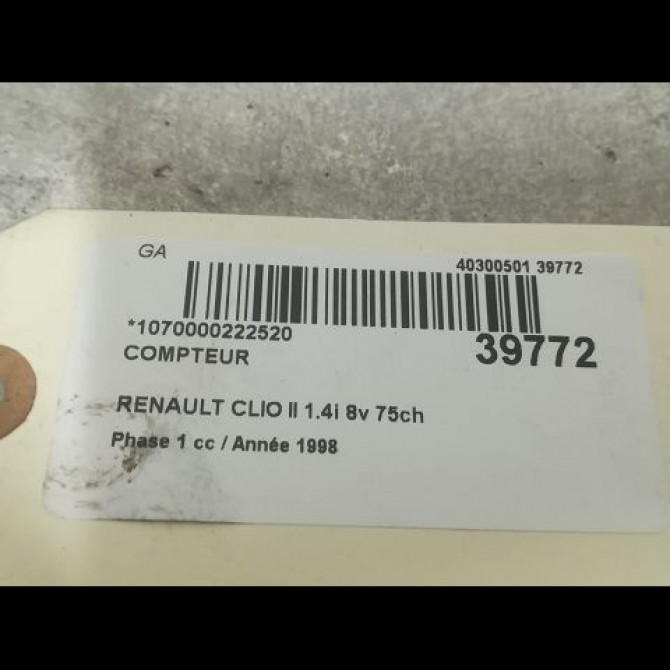 GA
40300501 39772
*1070000222520
39772
COMPTEUR
RENAULT CLIO II 1.4i 8v 75ch
Phase 1 cc / Année 1998